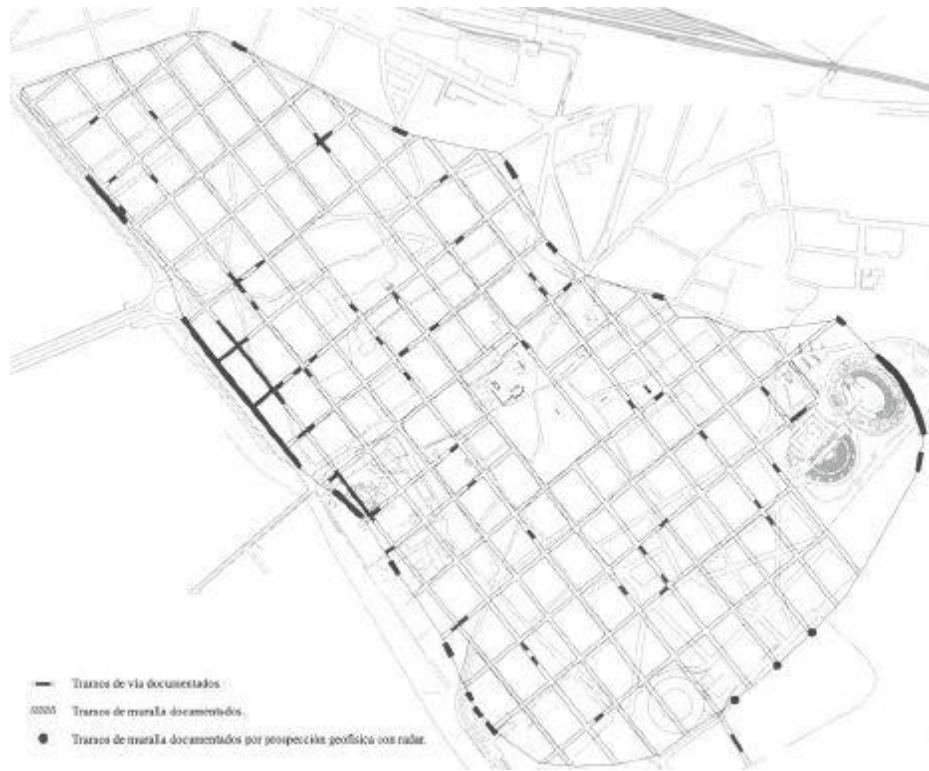 Tramos de vía documentados.
Tramos de muralla documentados.
Tramos de muralla documentados por prospección geofísica con radar.